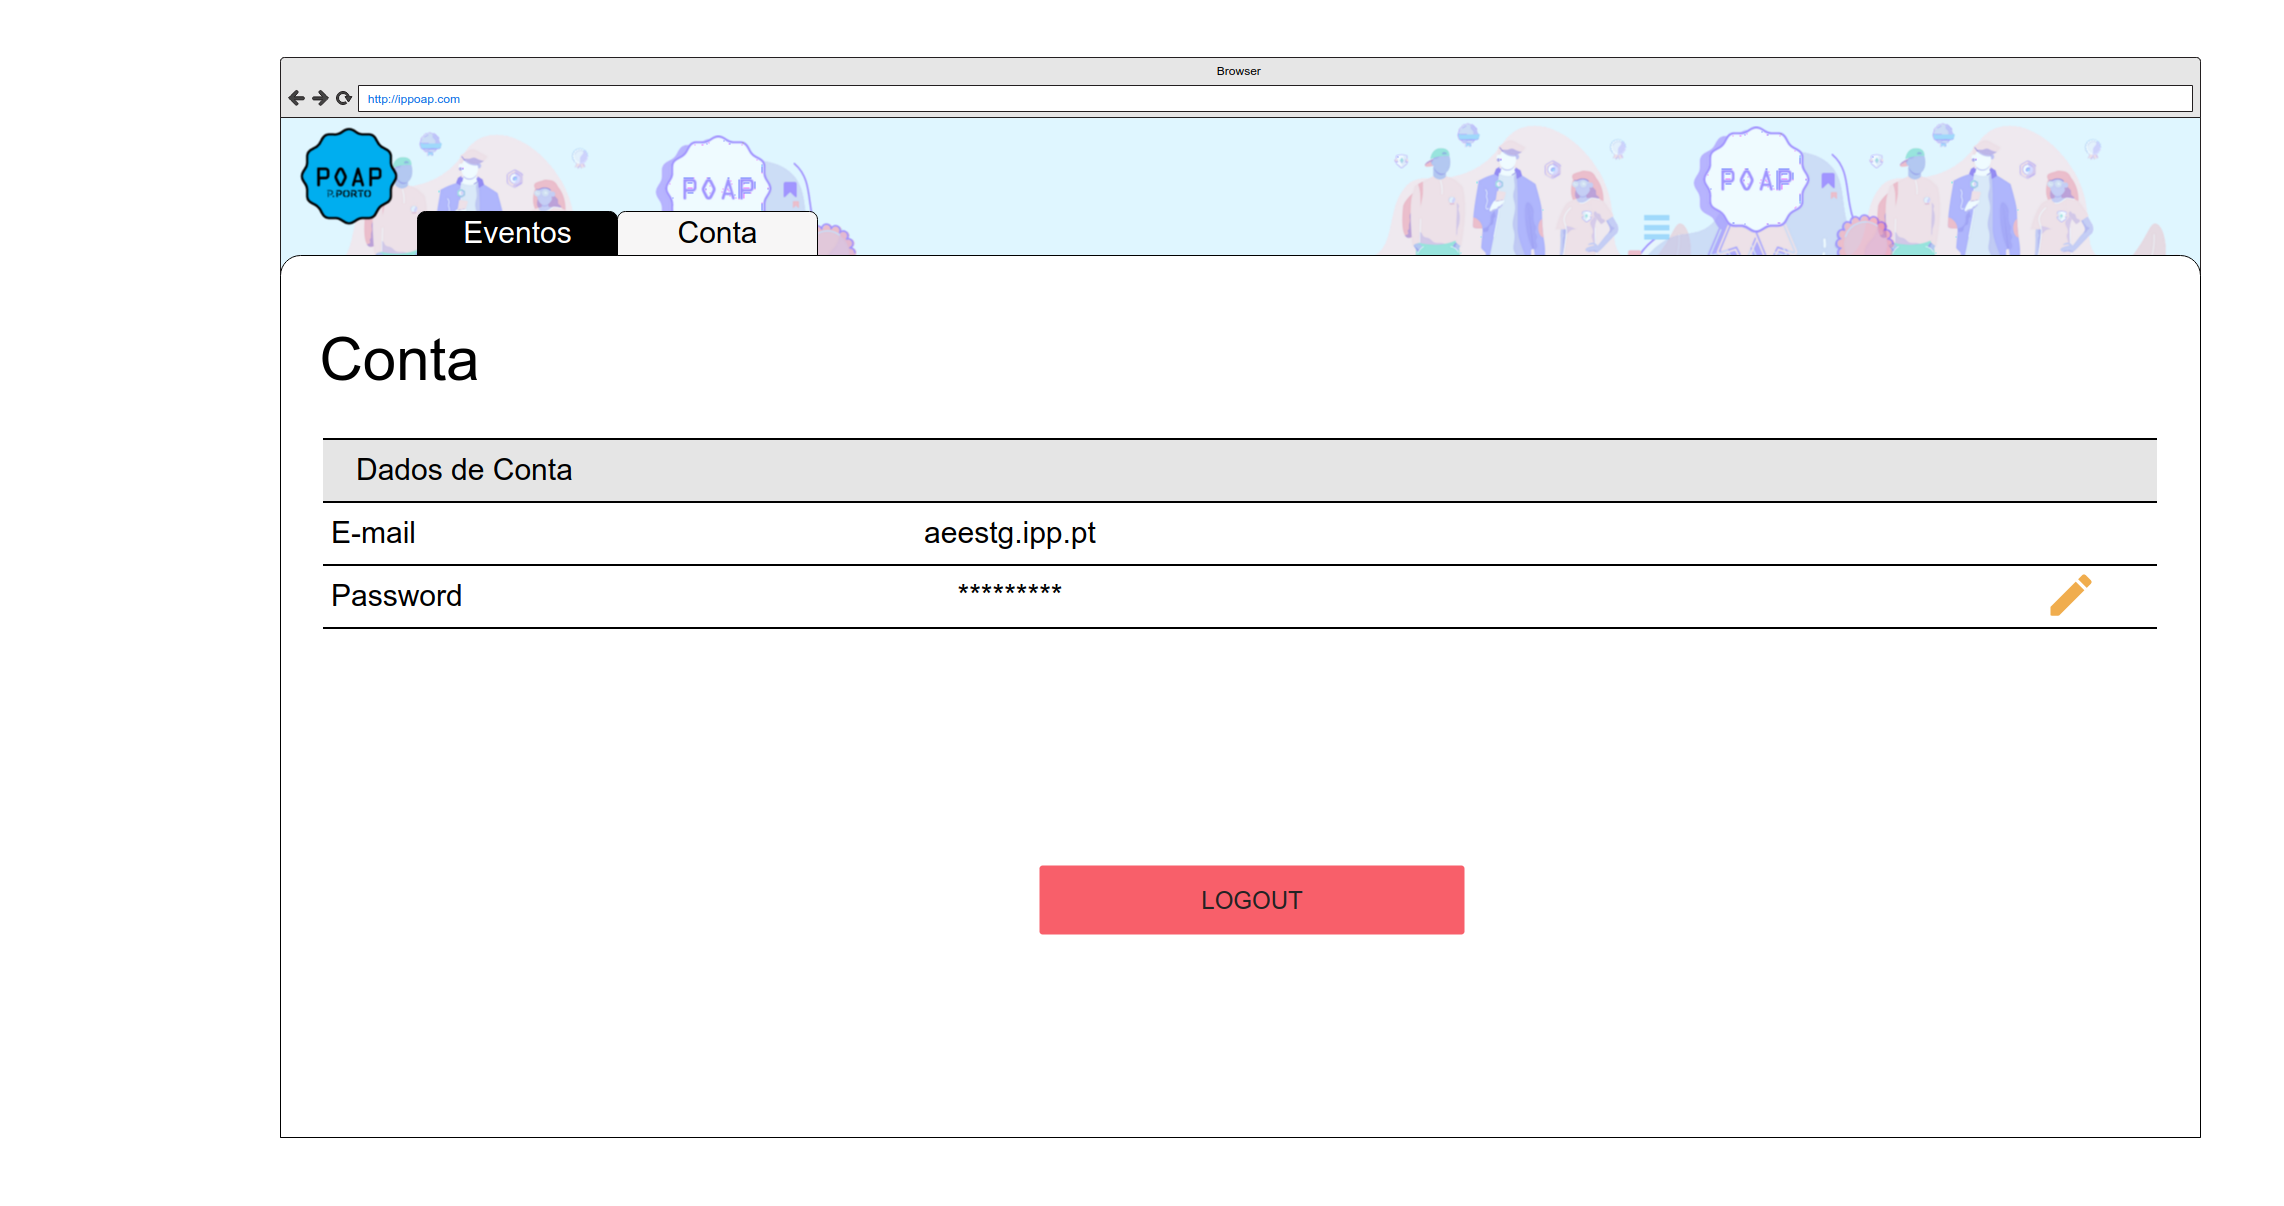 Browser
http://ippoap.com
POAP
P.PORTO
POAP
POAP
Eventos
Conta
Conta
Dados de Conta
E-mail
aeestg.ipp.pt
Password
*********
LOGOUT